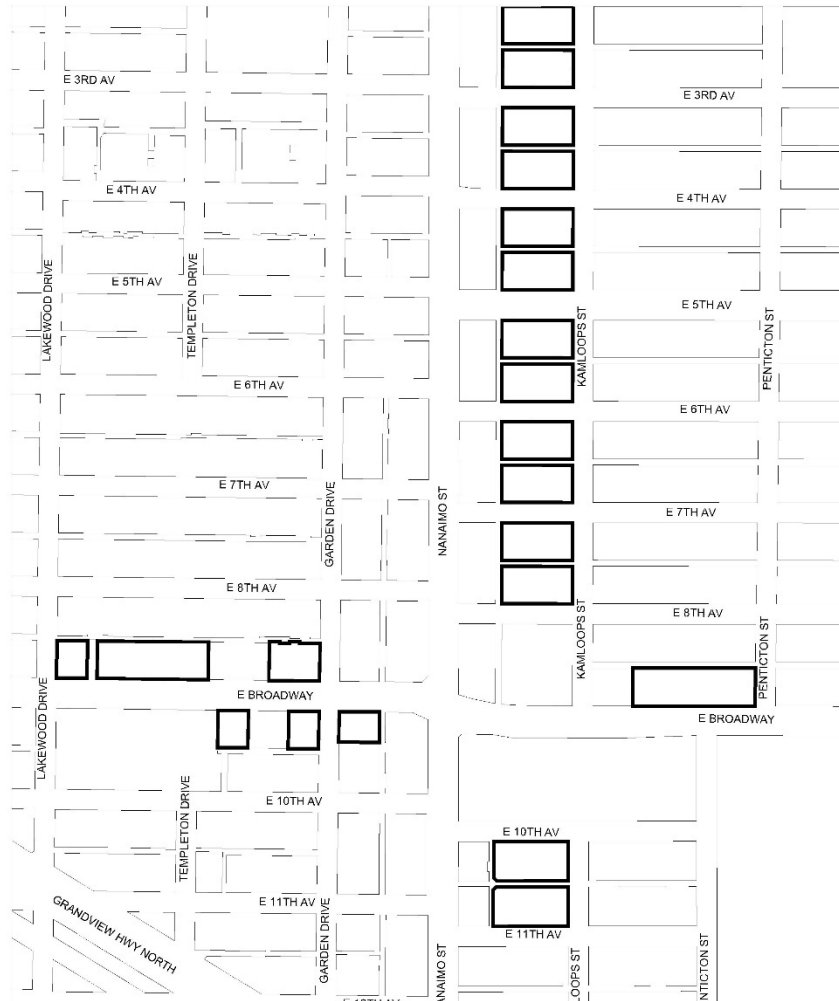 E 3RD AV
E 3RD AV
E 4TH AV
E 4TH AV
LAKEWOOD DRIVE
TEMPLETON DRIVE
E 5TH AV
E 5TH AV
KAMLOOPS ST
PENTICTON ST
E 6TH AV
E 6TH AV
E 7TH AV
GARDEN DRIVE
NANAIMO ST
E 7TH AV
E 8TH AV
E 8TH AV
KAMLOOPS ST
PENTICTON ST
E BROADWAY
E BROADWAY
LAKEWOOD DRIVE
TEMPLETON DRIVE
E 10TH AV
E 10TH AV
E 11TH AV
GARDEN DRIVE
GRANDVIEW HWY NORTH
E 11TH AV
ANAIMO ST
LOOPS ST
NTICTON ST